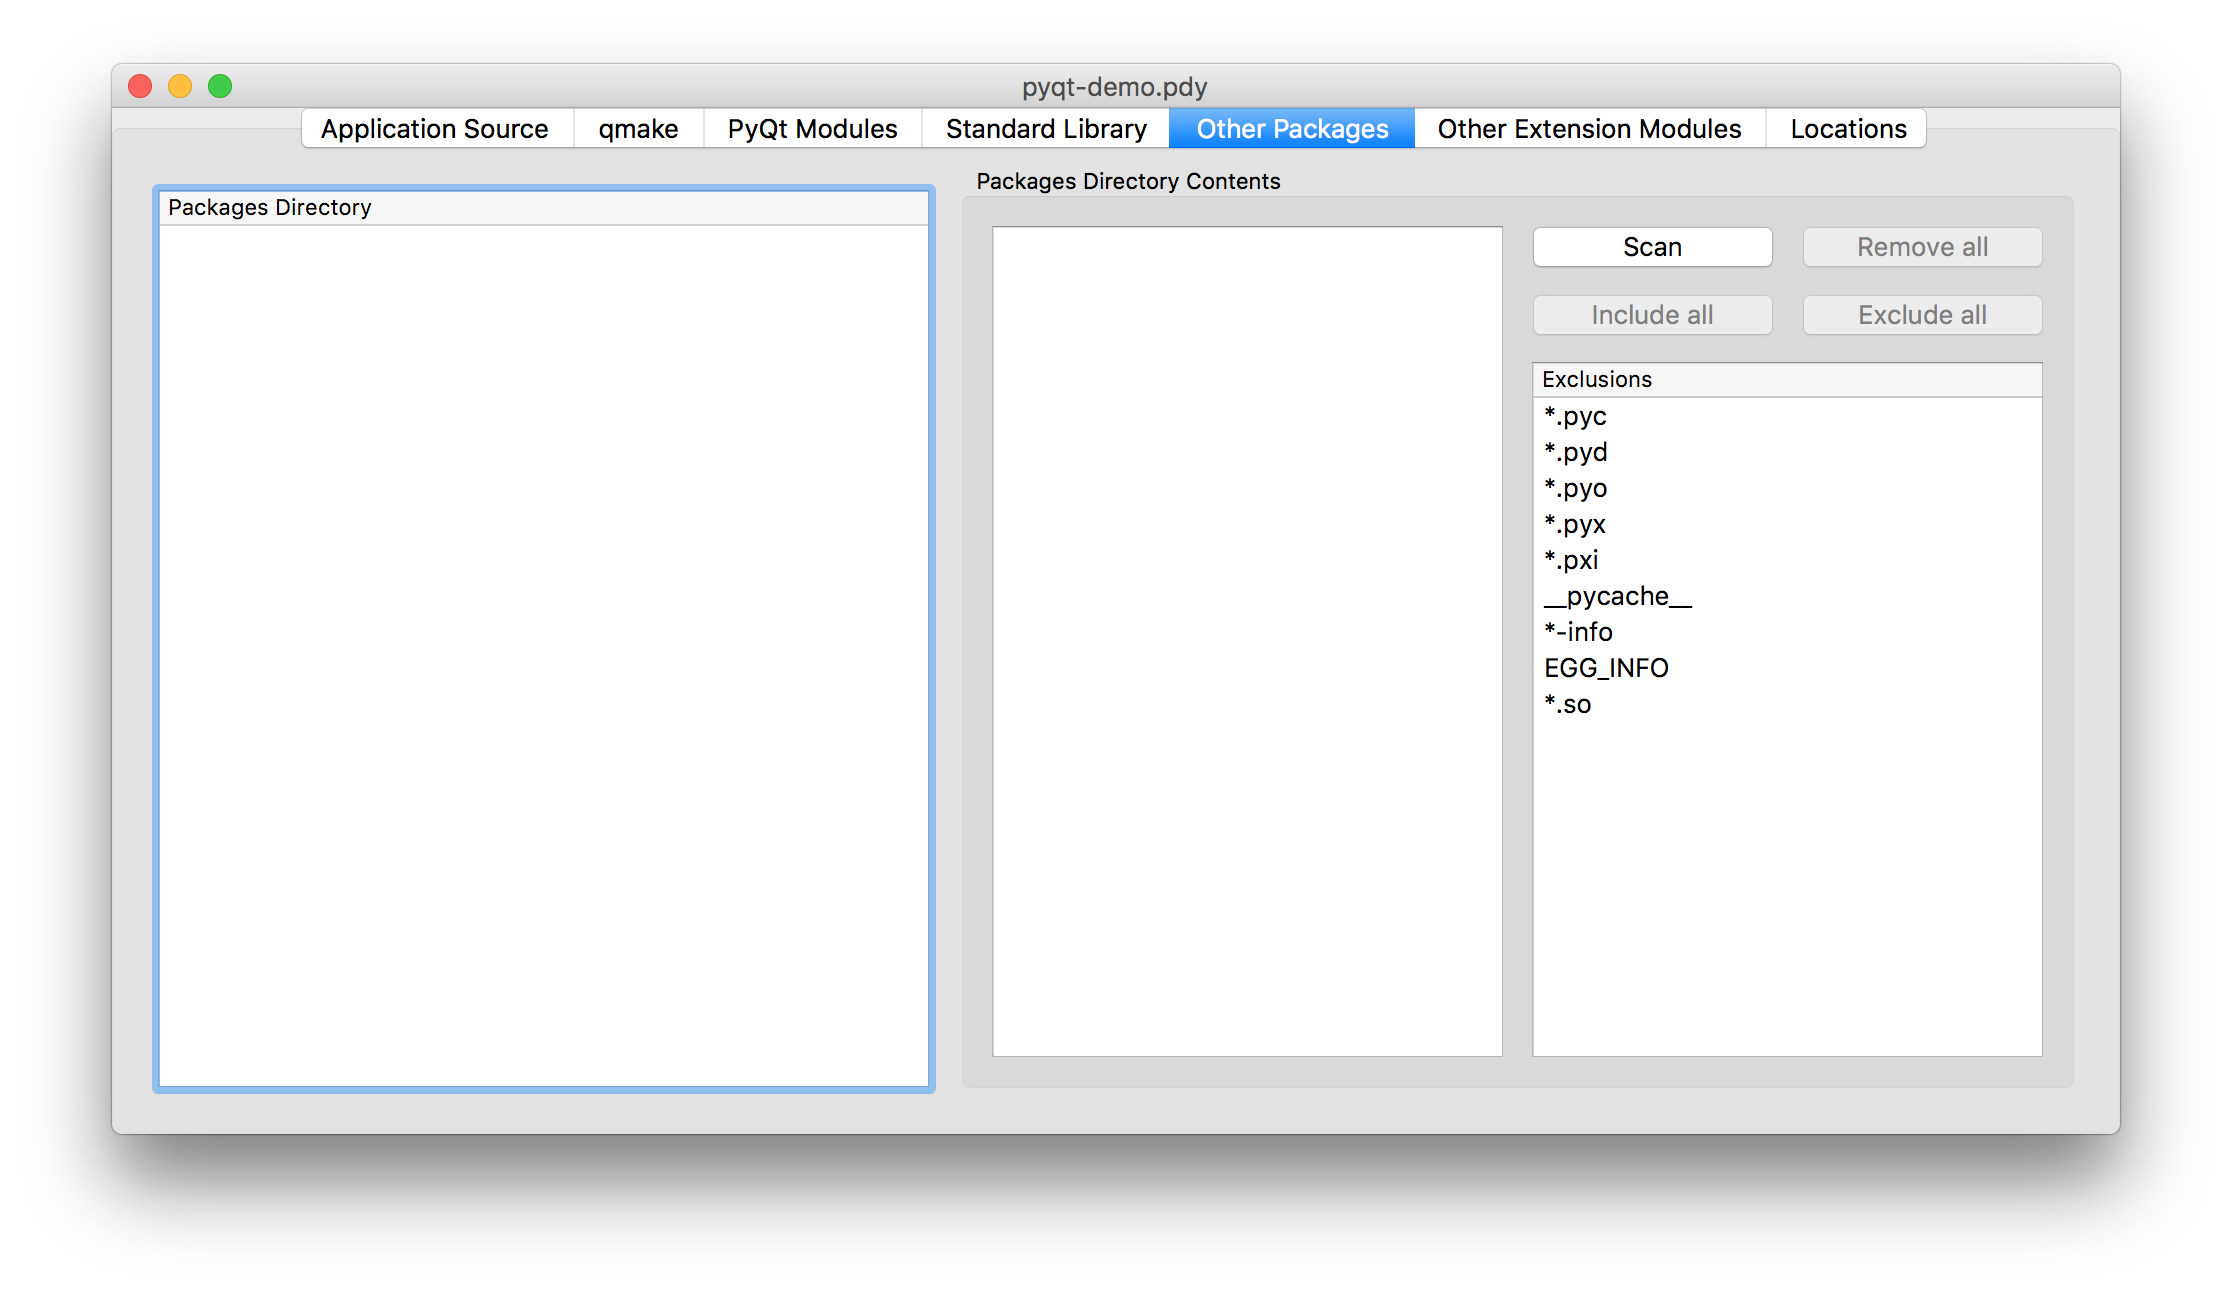 pyqt-demo.pdy
Application Source qmake PyQt Modules Standard Library Other Packages Other Extension Modules Locations
Packages Directory
Packages Directory Contents
Scan Remove all
Include all Exclude all
Exclusions
*.pyc
*.pyd
*.pyo
*.pyx
*.pxi
__pycache__
*-info
EGG_INFO
*.so